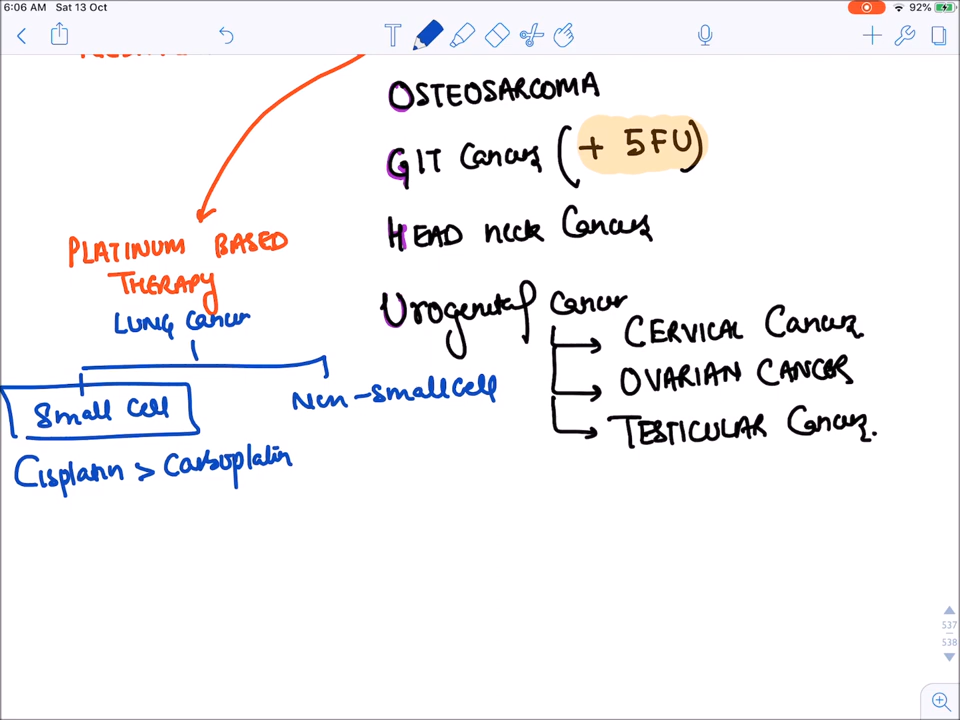 6:06 AM Sat 13 Oct
92%
T
OSTEOSARCOMA
GIT Cancer (+ 5FU)
HEAD neck Cancer
PLATINUM BASED
THERAPY
Urogenital Cancer
CERVICAL Cancer
OVARIAN CANCER
TESTICULAR Cancer.
LUNG Cancer
Small Cell
Non-small cell
Cisplatin > Carboplatin
537
538